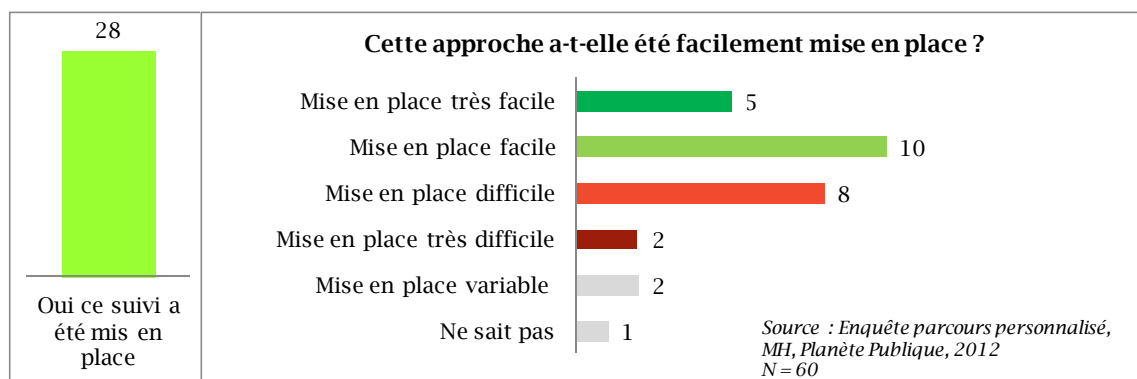 28
Oui ce suivi a
été mis en
place
Cette approche a-t-elle été facilement mise en place ?
Mise en place très facile 5
Mise en place facile 10
Mise en place difficile 8
Mise en place très difficile 2
Mise en place variable 2
Ne sait pas 1
Source : Enquête parcours personnalisé,
MH, Planète Publique, 2012
N = 60